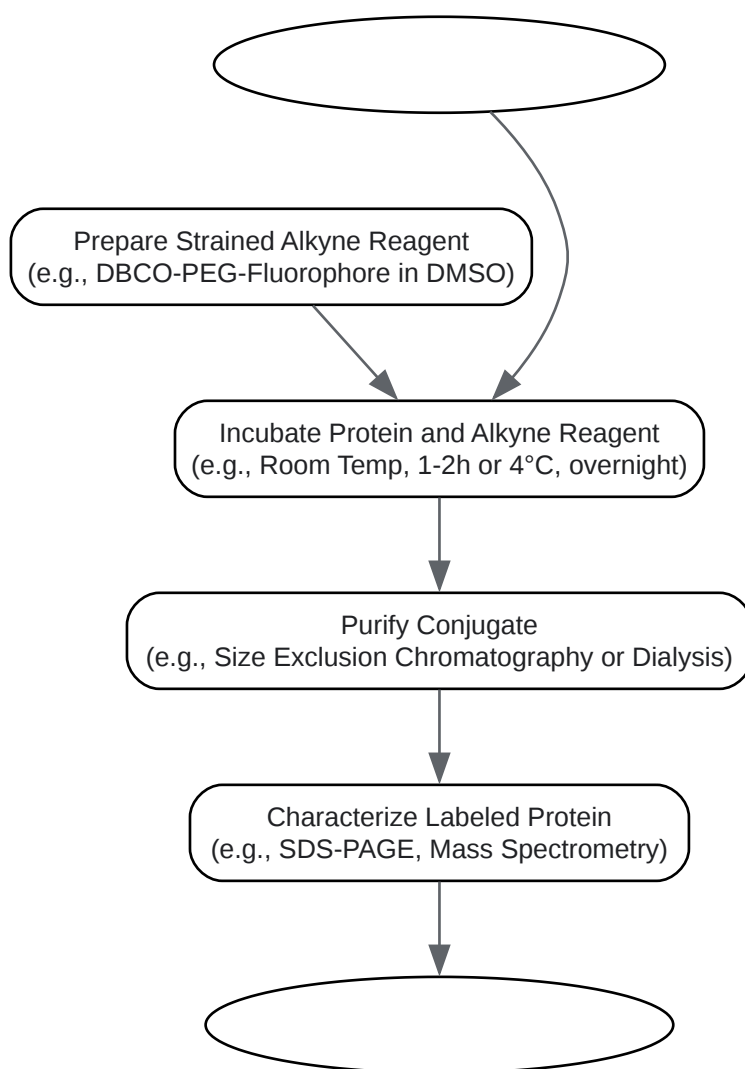 Prepare Strained Alkyne Reagent
(e.g., DBCO-PEG-Fluorophore in DMSO)
Incubate Protein and Alkyne Reagent
(e.g., Room Temp, 1-2h or 4°C, overnight)
Purify Conjugate
(e.g., Size Exclusion Chromatography or Dialysis)
Characterize Labeled Protein
(e.g., SDS-PAGE, Mass Spectrometry)